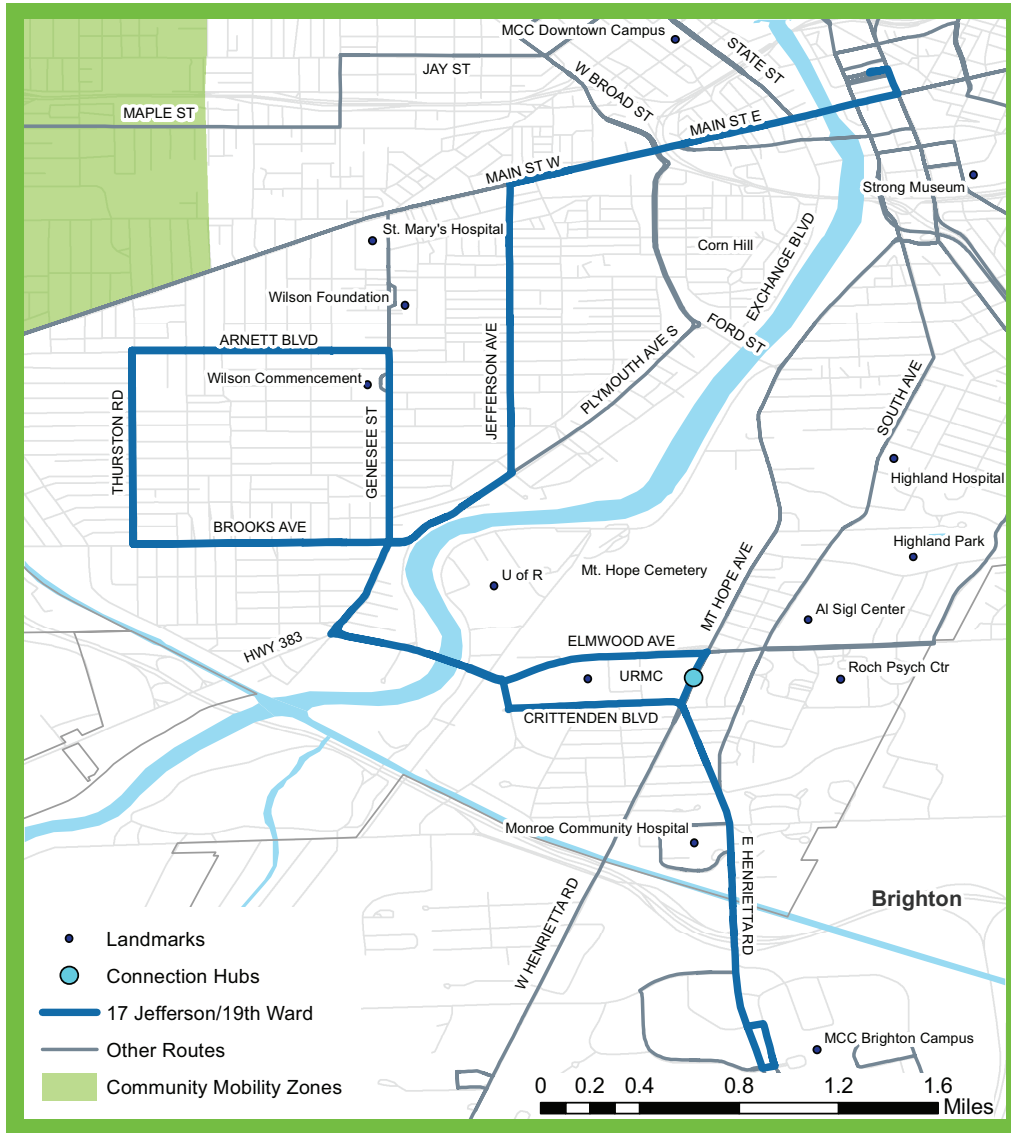 MCC Downtown Campus
STATE ST
JAY ST
W BROAD ST
MAPLE ST
MAIN ST E
MAIN ST W
Strong Museum
St. Mary's Hospital
Corn Hill
EXCHANGE BLVD
Wilson Foundation
FORD ST
ARNETT BLVD
JEFFERSON AVE
PLYMOUTH AVE S
Wilson Commencement
SOUTH AVE
THURSTON RD
GENESEE ST
Highland Hospital
BROOKS AVE
Highland Park
U of R
Mt. Hope Cemetery
MT HOPE AVE
Al Sigl Center
HWY 383
ELMWOOD AVE
Roch Psych Ctr
URMC
CRITTENDEN BLVD
Monroe Community Hospital
E HENRIETTA RD
Brighton
W HENRIETTA RD
Landmarks
Connection Hubs
17 Jefferson/19th Ward
Other Routes
Community Mobility Zones
MCC Brighton Campus
0 0.2 0.4 0.8 1.2 1.6
Miles